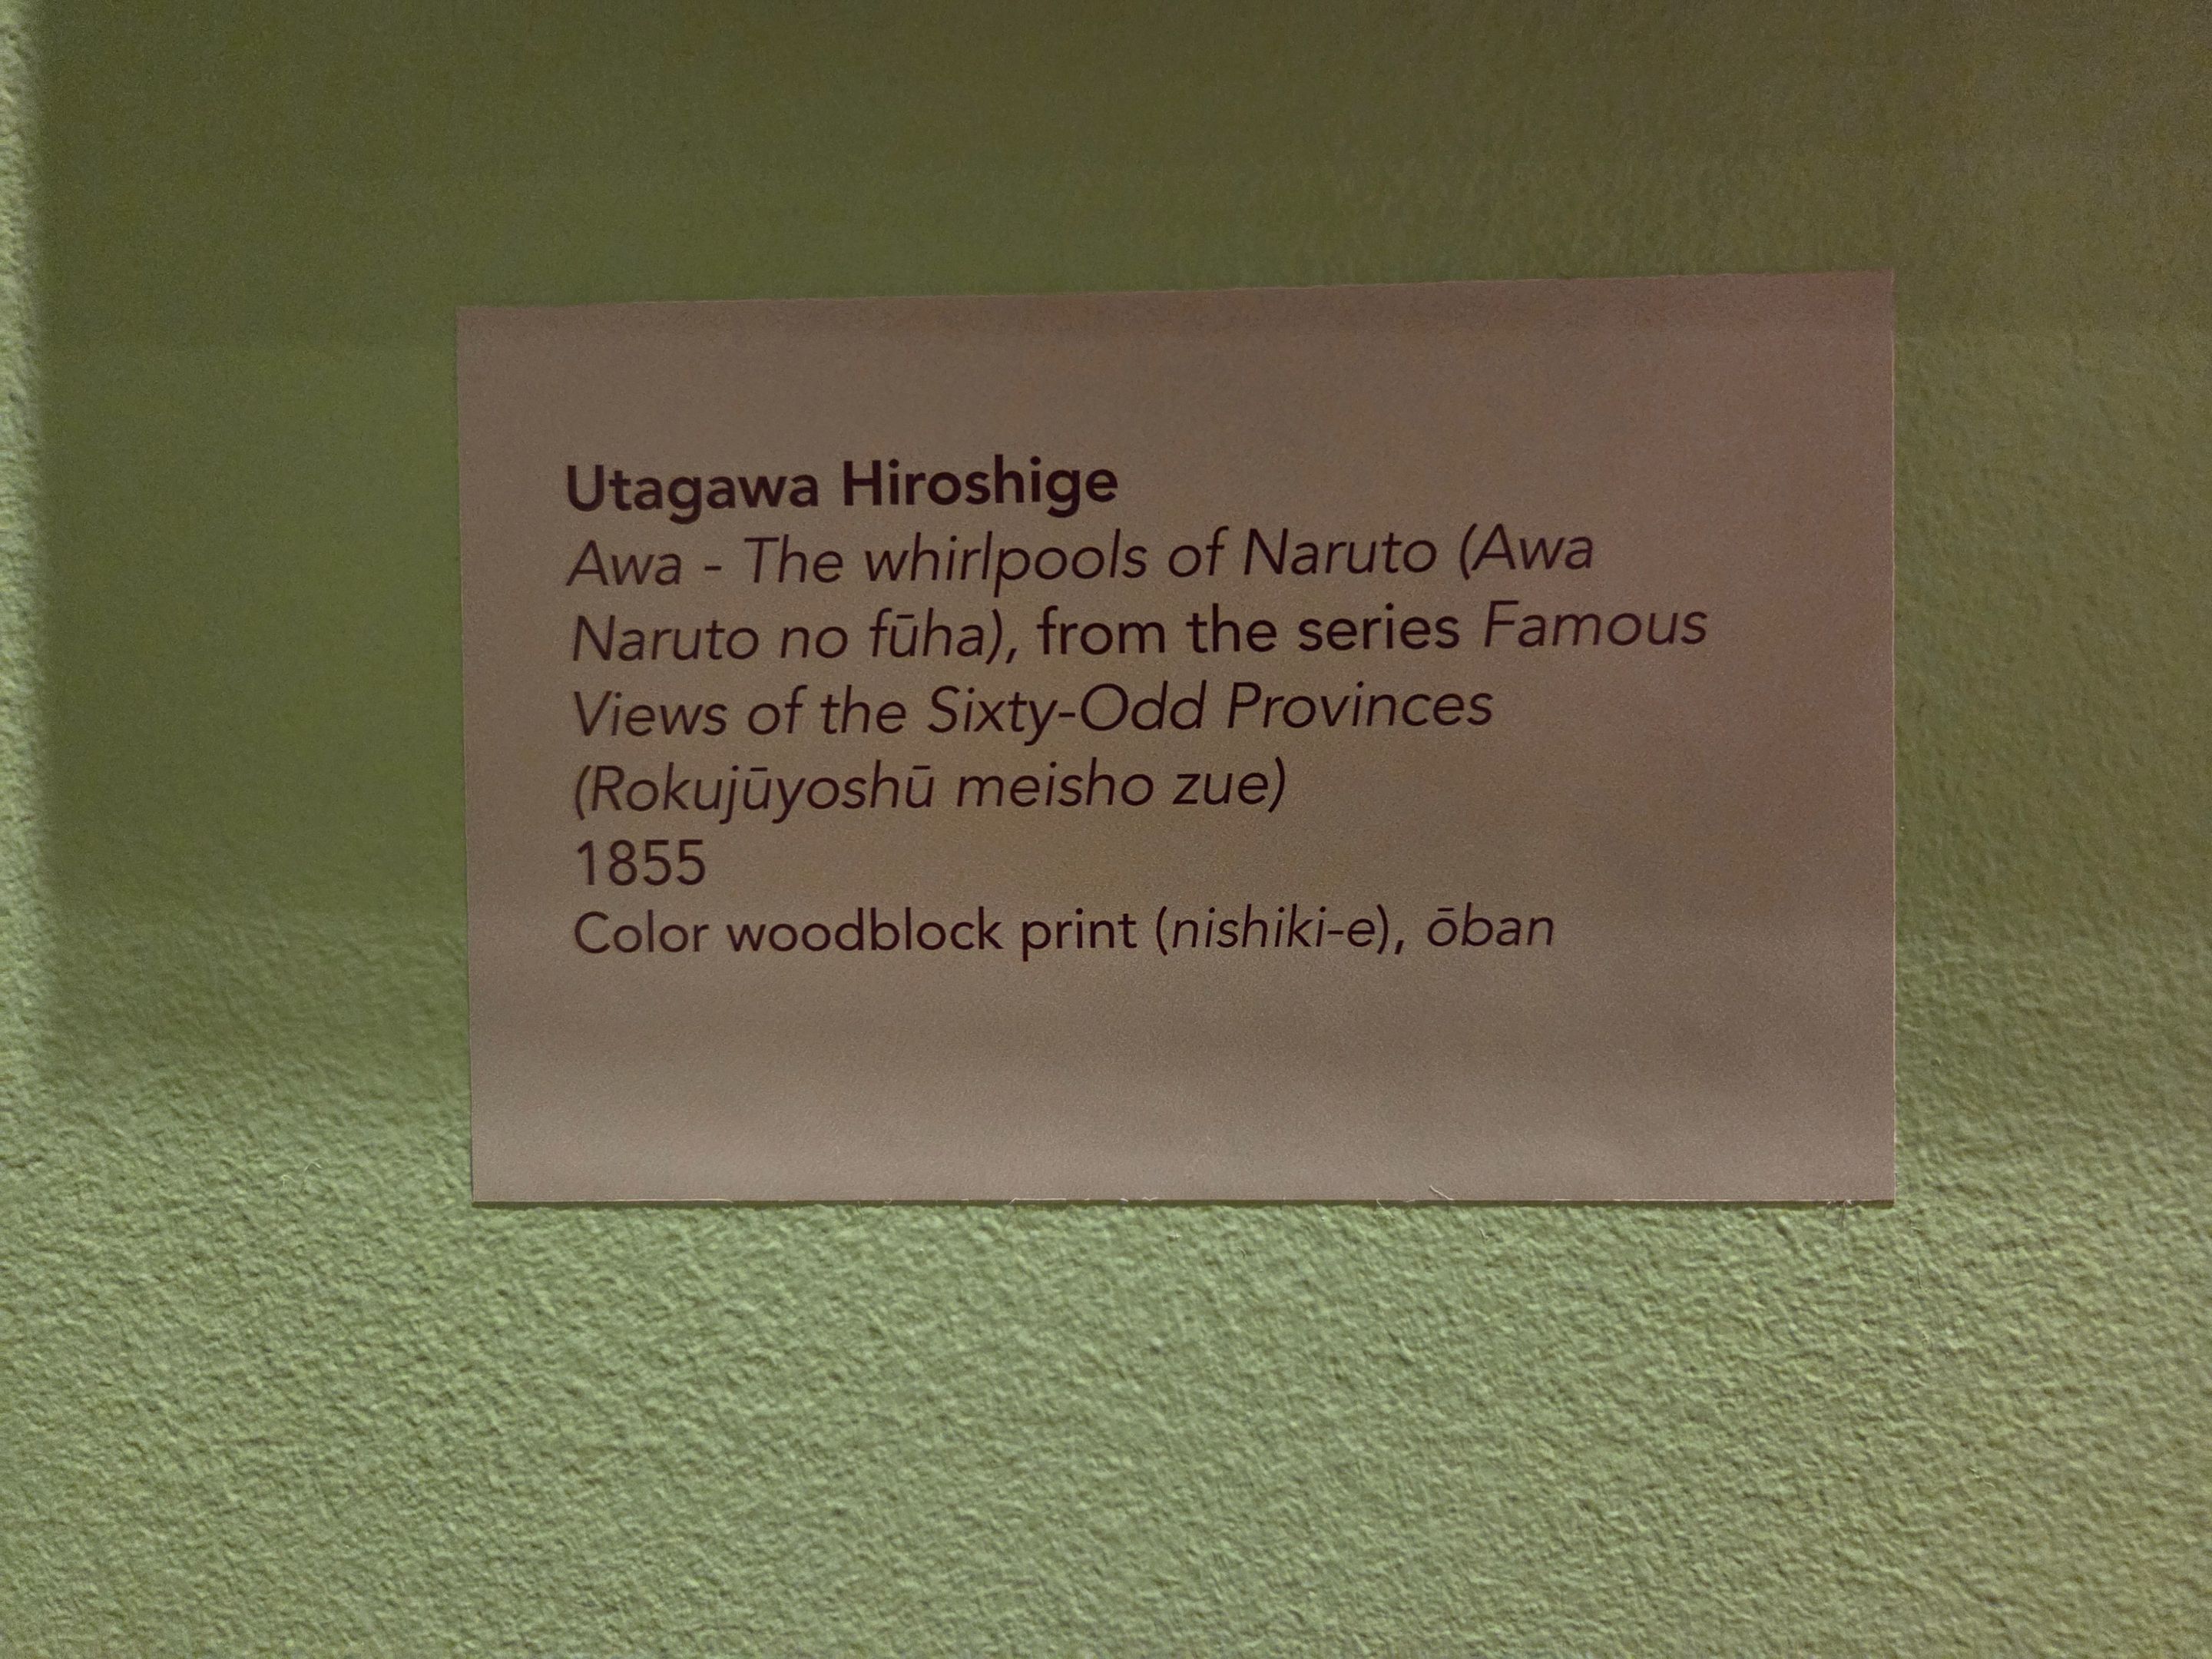 Utagawa Hiroshige
Awa - The whirlpools of Naruto (Awa
Naruto no fūha), from the series Famous
Views of the Sixty-Odd Provinces
(Rokujūyoshū meisho zue)
1855
Color woodblock print (nishiki-e), ōban